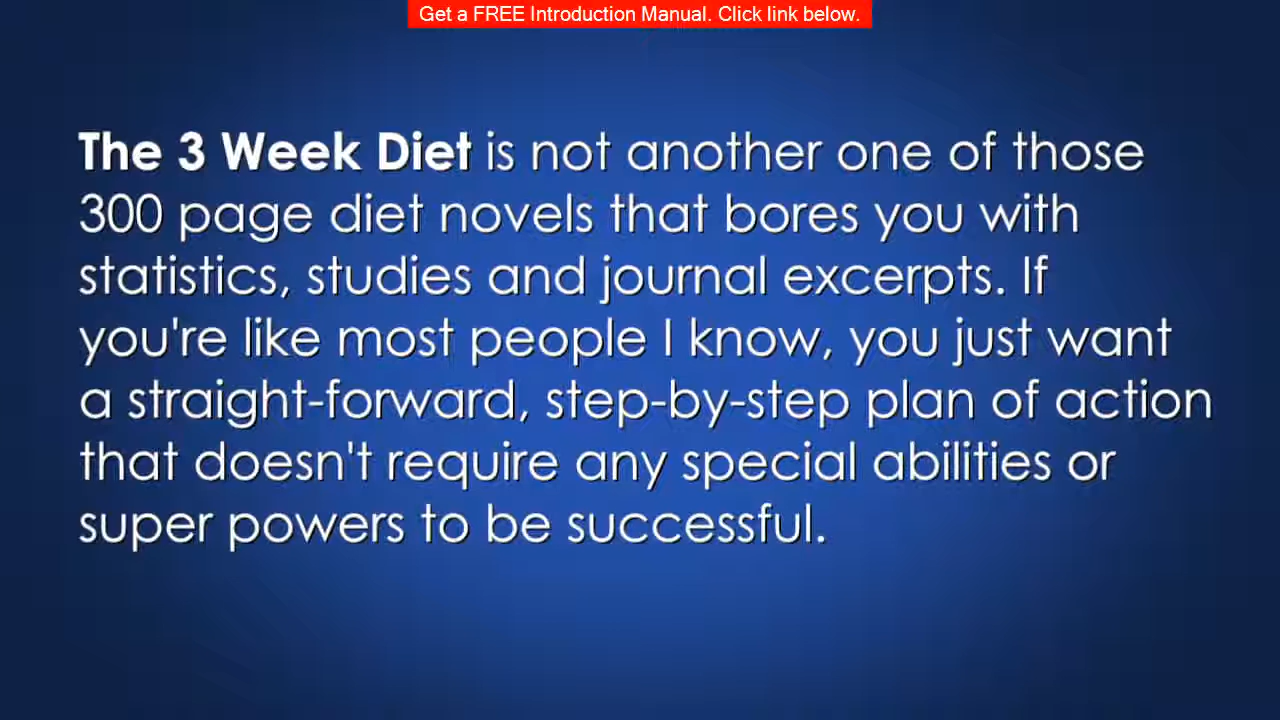 Get a FREE Introduction Manual. Click link below.
The 3 Week Diet is not another one of those
300 page diet novels that bores you with
statistics, studies and journal excerpts. If
you're like most people I know, you just want
a straight-forward, step-by-step plan of action
that doesn't require any special abilities or
super powers to be successful.